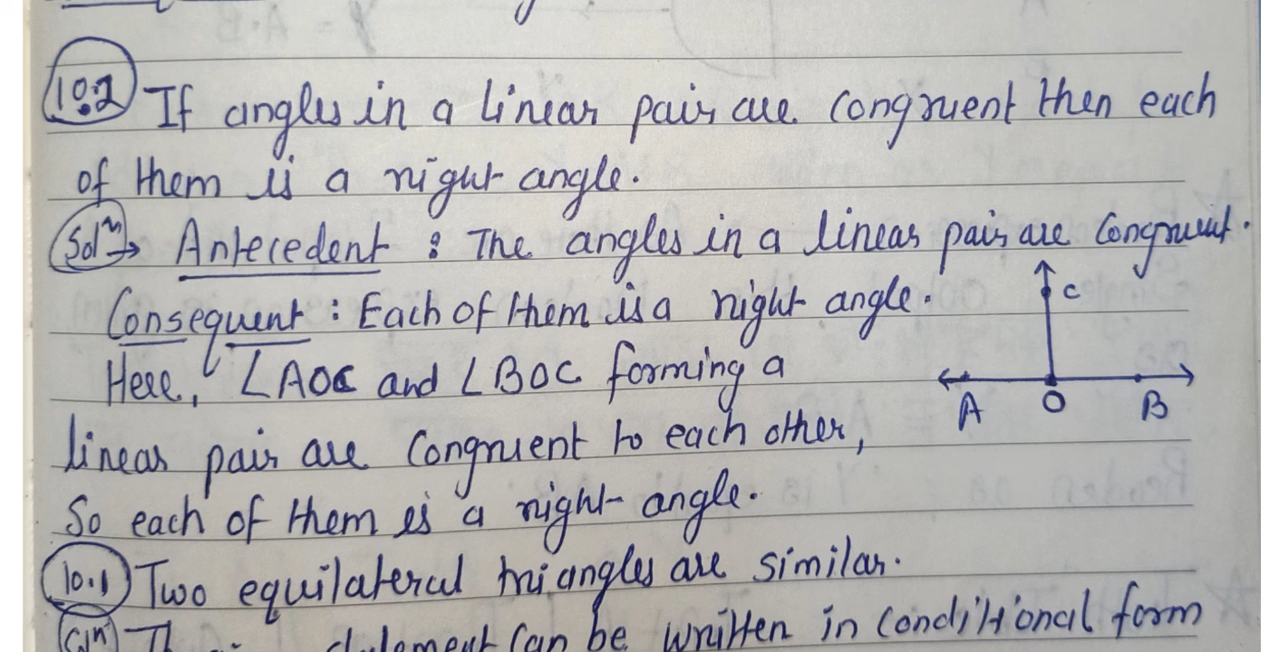 10.2 If angles in a linear pair are congruent then each
of them is a right angle.
Solⁿ→ Antecedent : The angles in a linear pair are congruent.
Consequent : Each of them is a right angle.
C
Here, ∠AOC and ∠BOC forming a
A O B
linear pair are congruent to each other,
So each of them is a right angle.
10.1 Two equilateral triangles are similar.
Solⁿ can be written in conditional form